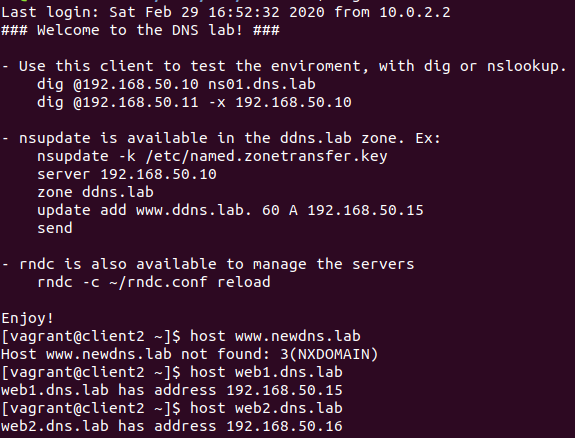 Last login: Sat Feb 29 16:52:32 2020 from 10.0.2.2
### Welcome to the DNS lab! ###
- Use this client to test the enviroment, with dig or nslookup.
dig @192.168.50.10 ns01.dns.lab
dig @192.168.50.11 -x 192.168.50.10
- nsupdate is available in the ddns.lab zone. Ex:
nsupdate -k /etc/named.zonetransfer.key
server 192.168.50.10
zone ddns.lab
update add www.ddns.lab. 60 A 192.168.50.15
send
- rndc is also available to manage the servers
rndc -c ~/rndc.conf reload
Enjoy!
[vagrant@client2 ~]$ host www.newdns.lab
Host www.newdns.lab not found: 3(NXDOMAIN)
[vagrant@client2 ~]$ host web1.dns.lab
web1.dns.lab has address 192.168.50.15
[vagrant@client2 ~]$ host web2.dns.lab
web2.dns.lab has address 192.168.50.16